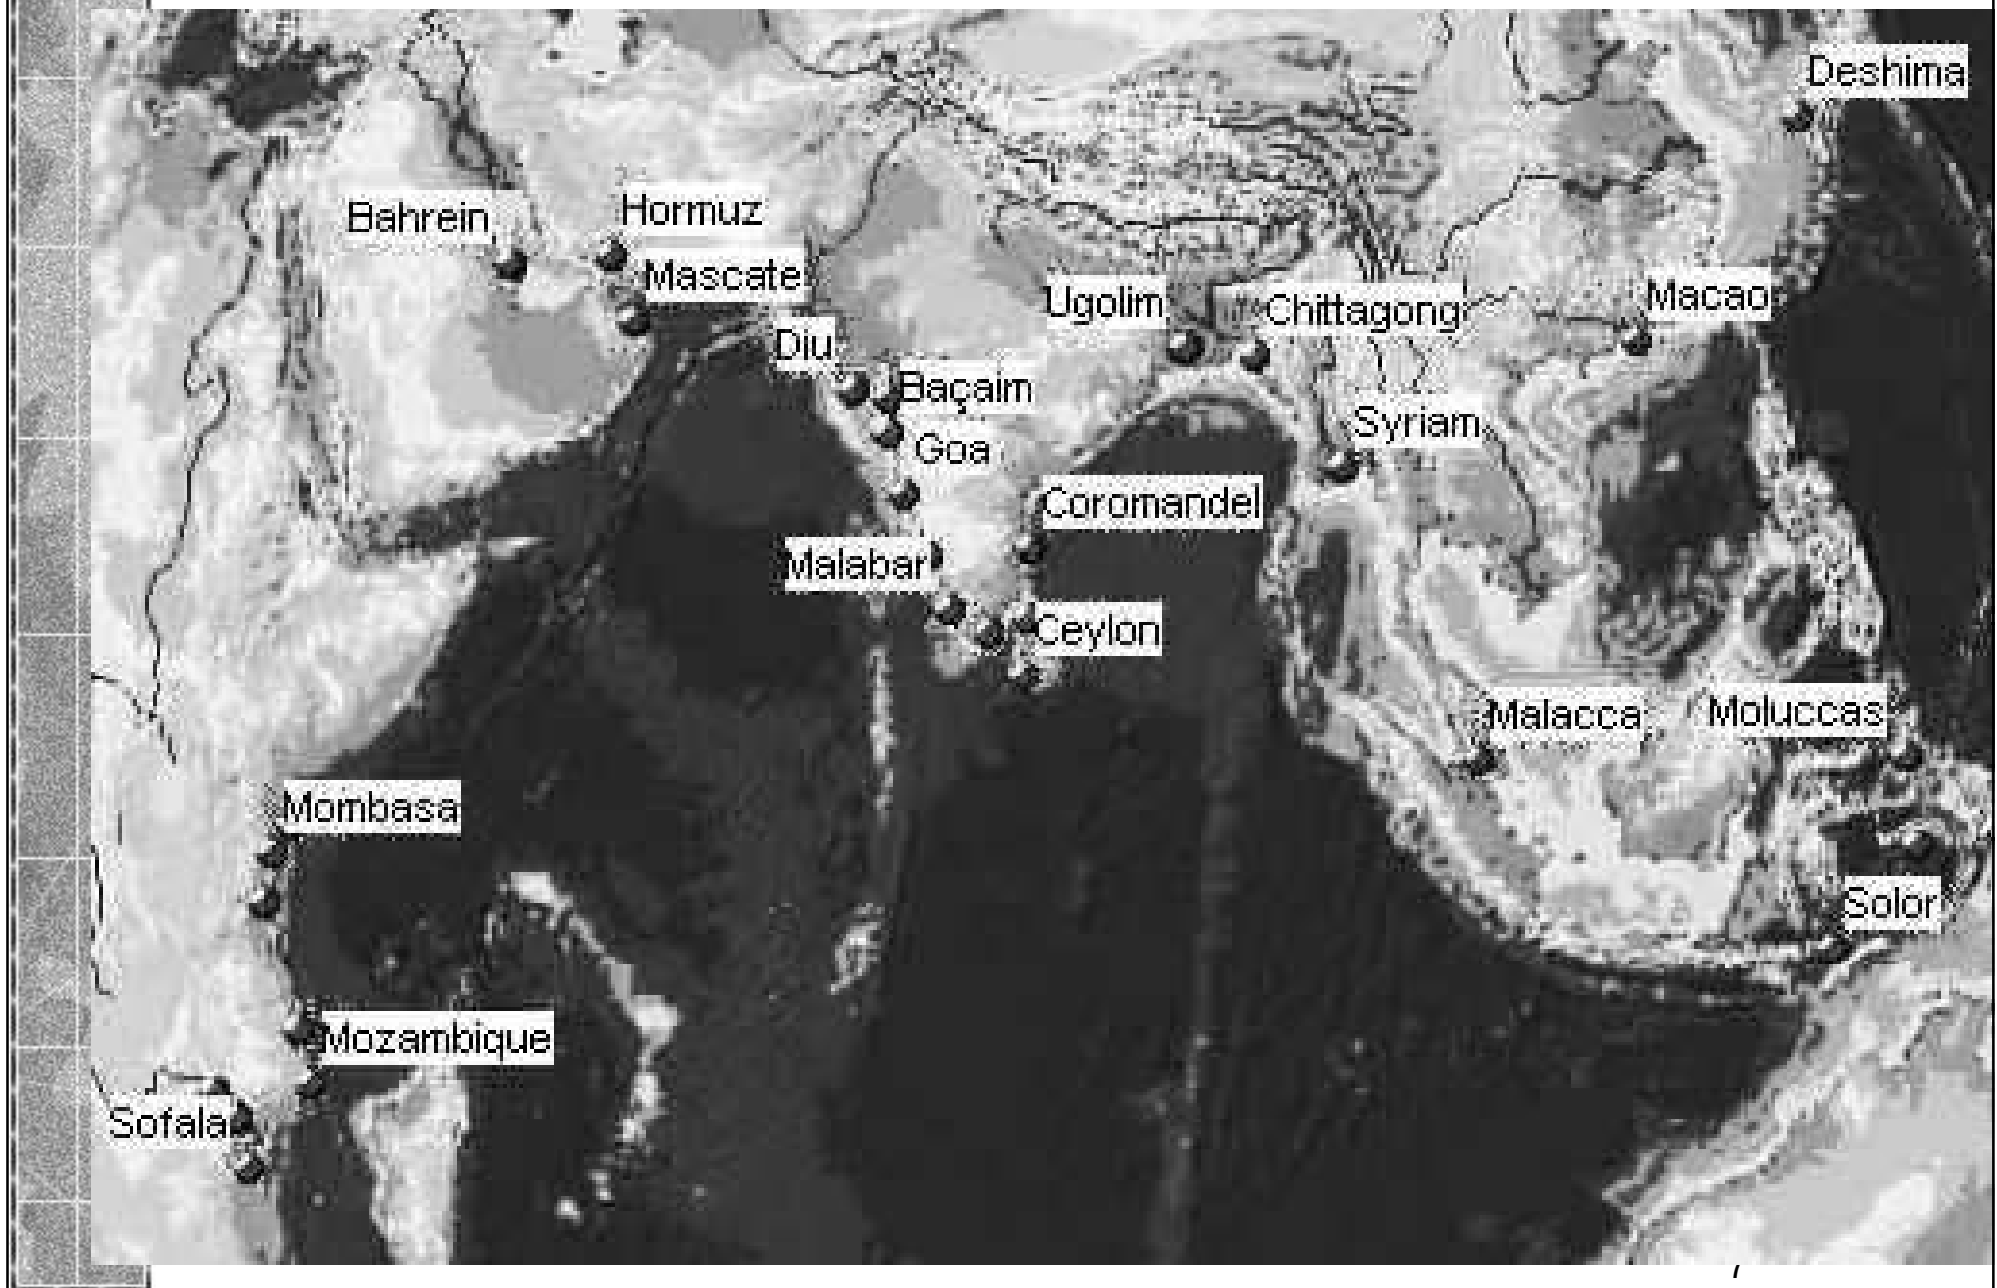 Deshima
Hormuz
Bahrein
Mascate
Macao
Ugolim
Chittagong
Diu
Baçaim
Syriam
Goa
Coromandel
Malabar
Ceylon
Malacca
Moluccas
Mombasa
Solor
Mozambique
Sofala